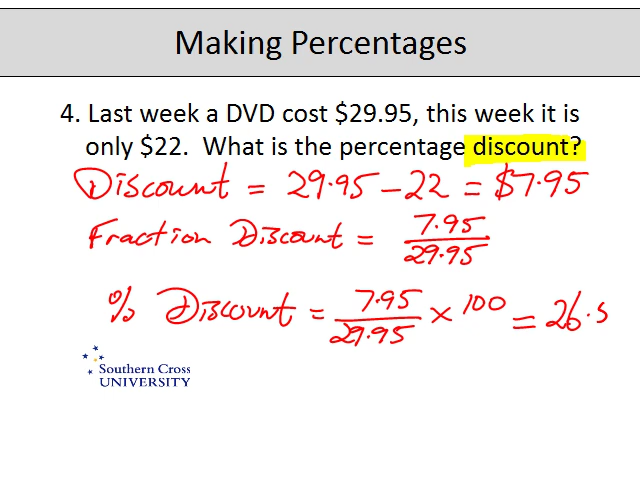 Making Percentages
4. Last week a DVD cost $29.95, this week it is
only $22. What is the percentage discount?
Discount = 29.95 - 22 = $7.95
Fraction Discount = 7.95
29.95
% Discount = 7.95 × 100 = 26.5
29.95
Southern Cross
UNIVERSITY